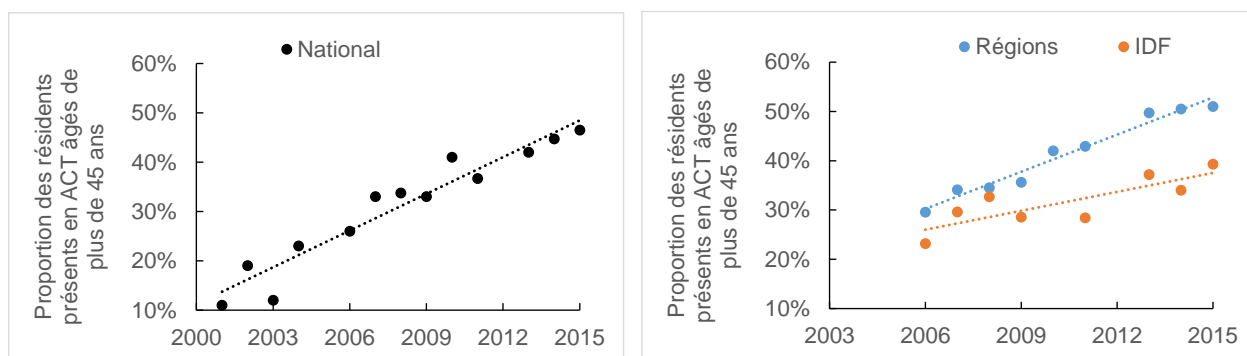 National
60%
50%
40%
30%
20%
10%
2000 2003 2006 2009 2012 2015
Proportion des résidents
présents en ACT âgés de
plus de 45 ans
Régions IDF
60%
50%
40%
30%
20%
10%
2003 2006 2009 2012 2015
Proportion des résidents
présents en ACT âgés de
plus de 45 ans